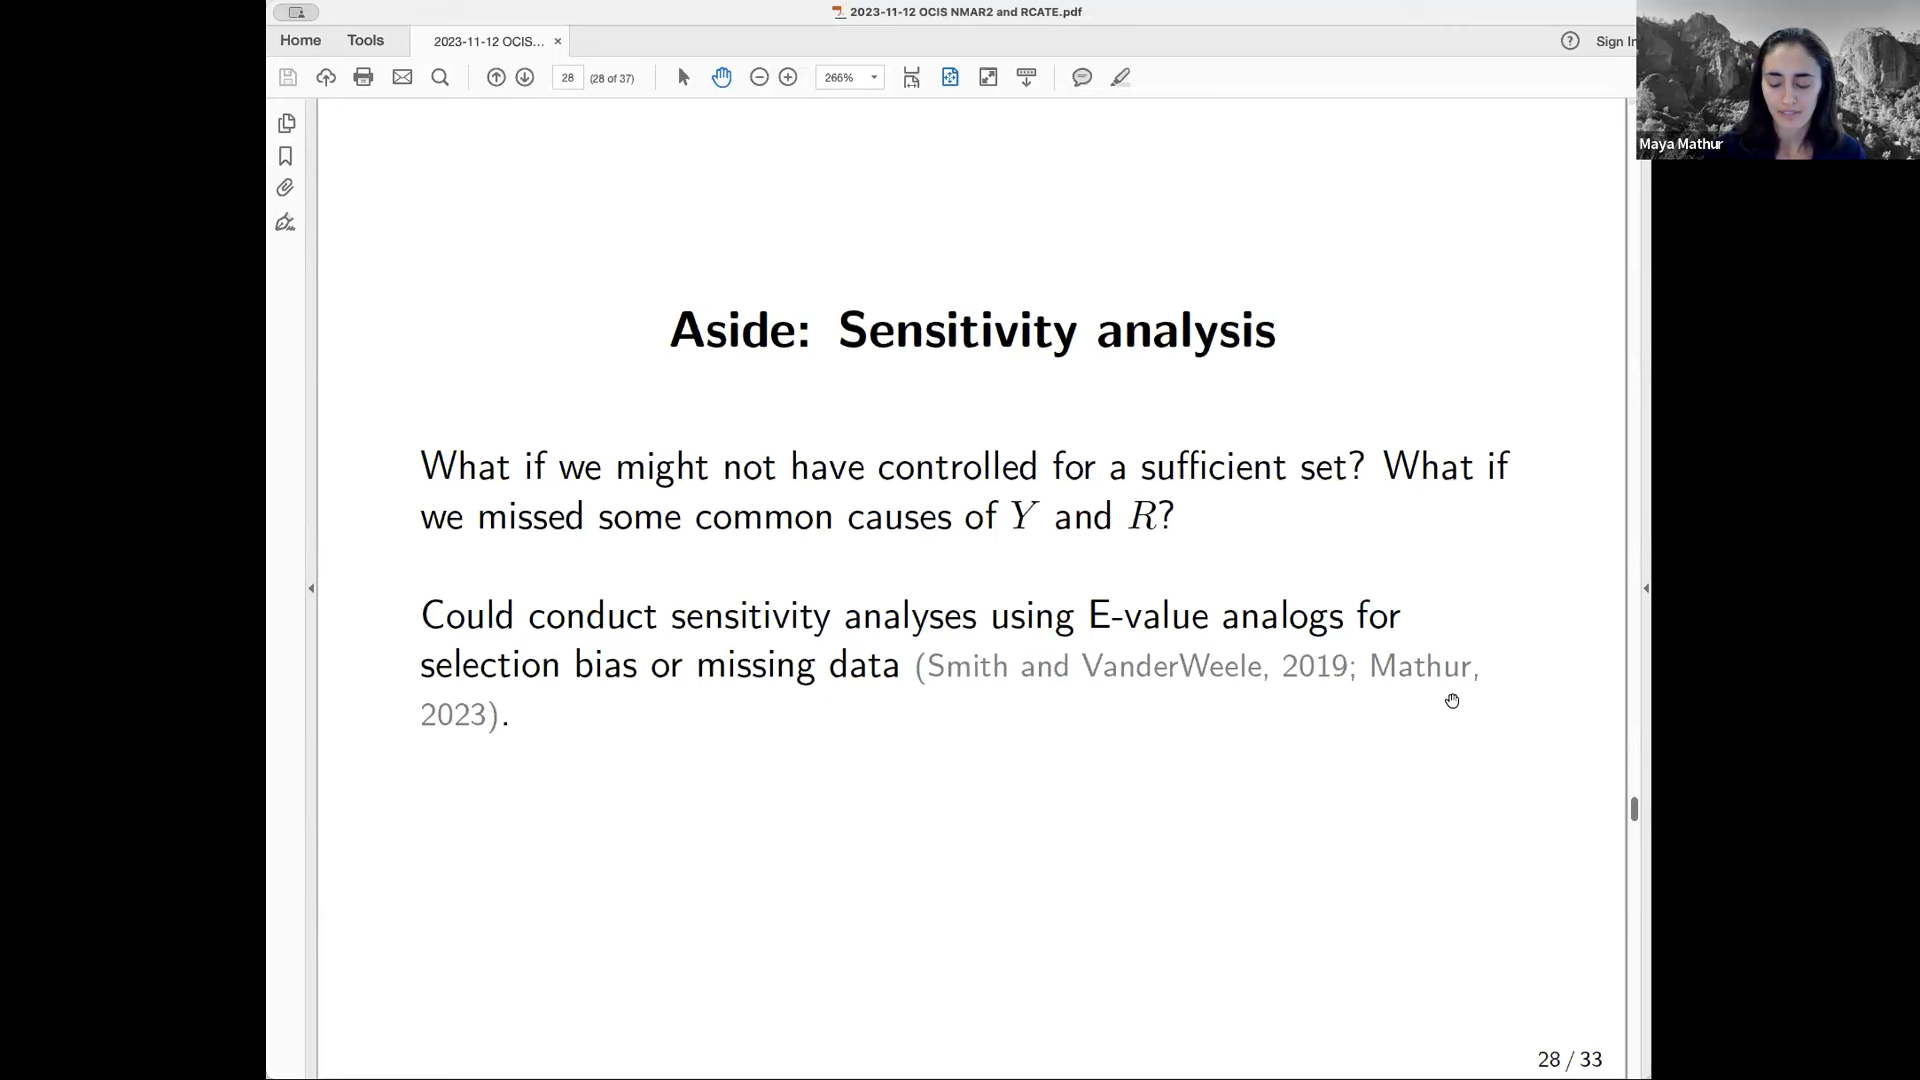 2023-11-12 OCIS NMAR2 and RCATE.pdf
Home Tools 2023-11-12 OCIS... × Sign In
28 (28 of 37) 266%
Maya Mathur
Aside: Sensitivity analysis
What if we might not have controlled for a sufficient set? What if
we missed some common causes of Y and R?
Could conduct sensitivity analyses using E-value analogs for
selection bias or missing data (Smith and VanderWeele, 2019; Mathur,
2023).
28 / 33